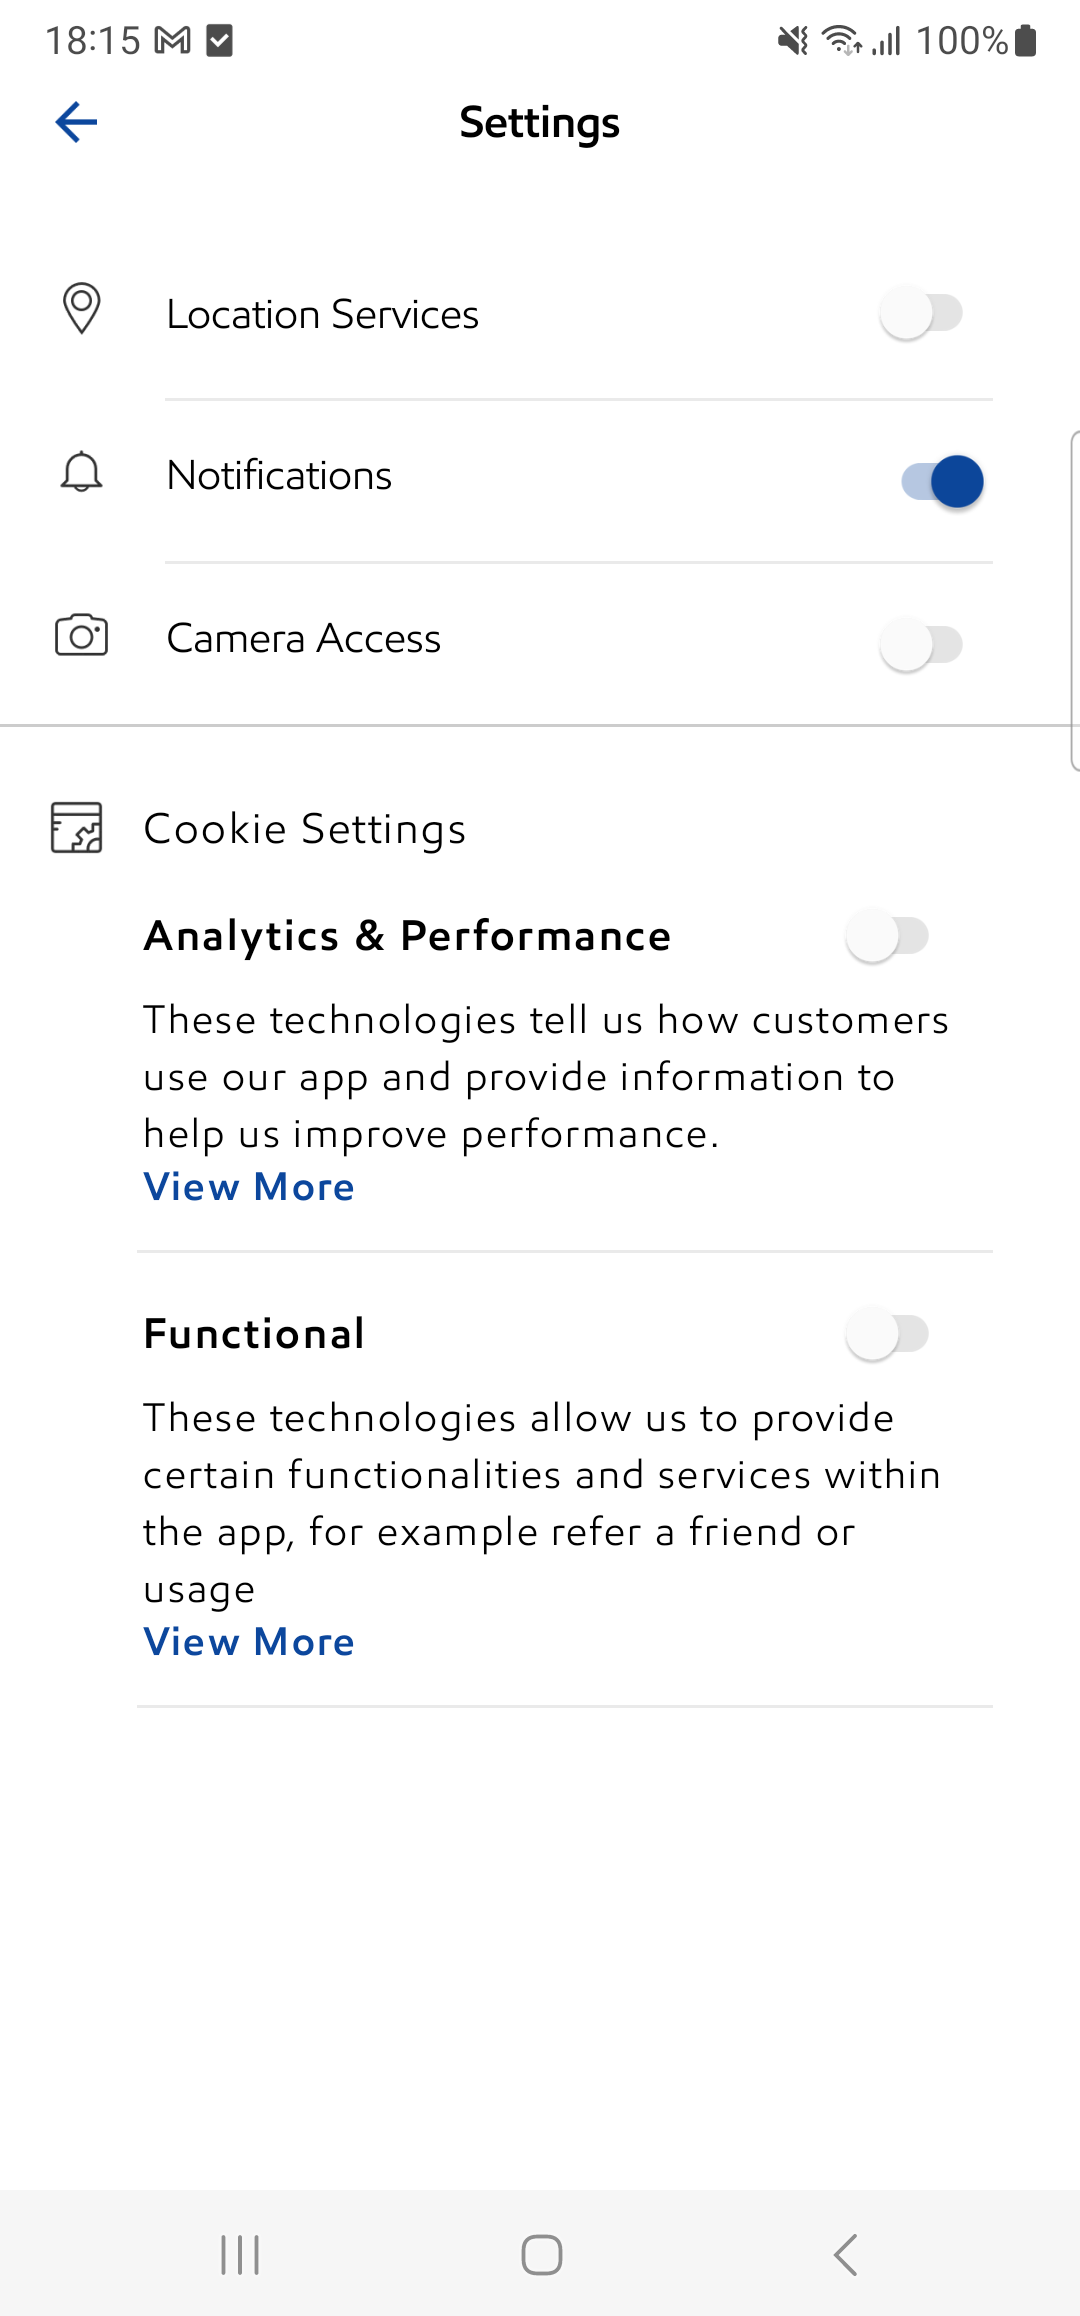 18:15
100%
Settings
Location Services
Notifications
Camera Access
Cookie Settings
Analytics & Performance
These technologies tell us how customers
use our app and provide information to
help us improve performance.
View More
Functional
These technologies allow us to provide
certain functionalities and services within
the app, for example refer a friend or
usage
View More